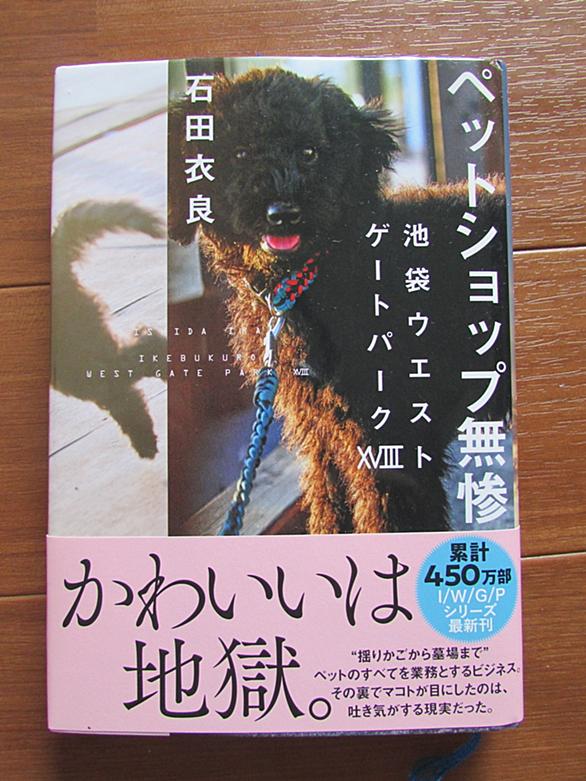 ペットショップ無惨
池袋ウエスト
ゲートパークXVIII
石田衣良
ISHIDA IRA
IKEBUKURO
WEST GATE PARK XVIII
かわいいは
地獄。
累計
450万部
I/W/G/P
シリーズ
最新刊
“揺りかごから墓場まで”
ペットのすべてを業務とするビジネス。
その裏でマコトが目にしたのは、
吐き気がする現実だった。